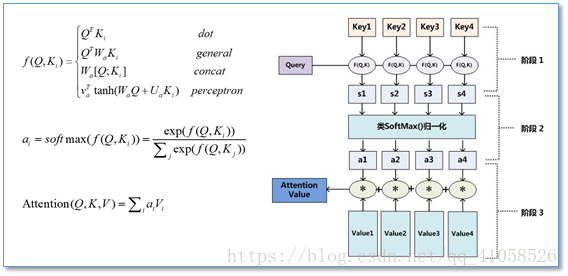 f(Q,K_i) = { Q^T K_i dot
Q^T W_a K_i general
W_a[Q;K_i] concat
v_a^T tanh(W_a Q + U_a K_i) perceptron
a_i = softmax(f(Q,K_i)) = exp(f(Q,K_i)) / ∑_j exp(f(Q,K_j))
Attention(Q,K,V) = ∑_i a_i V_i
Key1 Key2 Key3 Key4
Query F(Q,K) F(Q,K) F(Q,K) F(Q,K) 阶段 1
s1 s2 s3 s4
类SoftMax()归一化 阶段 2
a1 a2 a3 a4
Attention
Value
* + * + * + *
阶段 3
Value1 Value2 Value3 Value4
https://blog.csdn.net/qq_41058526